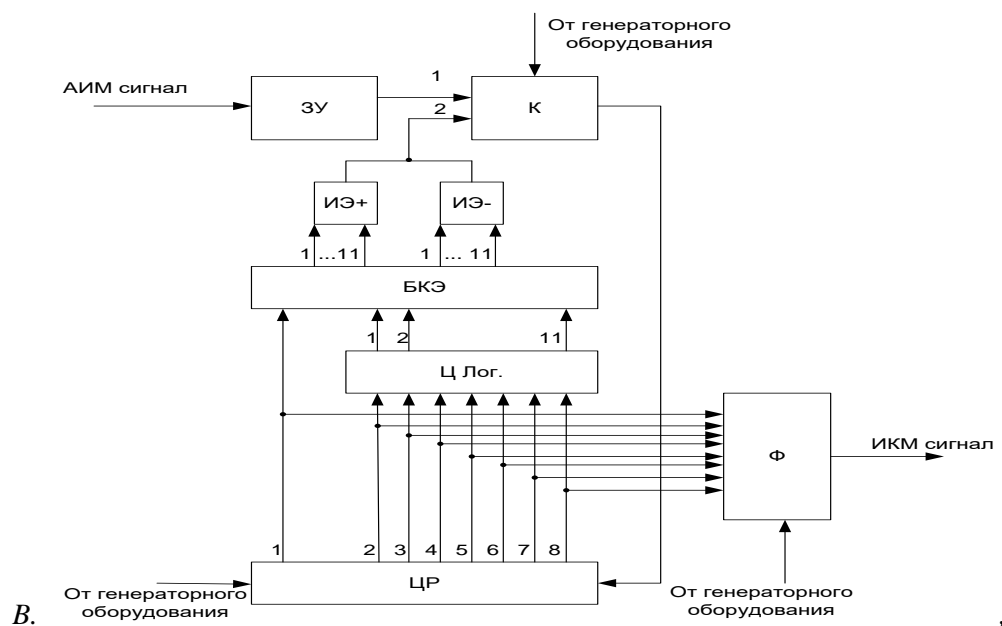 От генераторного
оборудования
АИМ сигнал
1
ЗУ
К
2
ИЭ+
ИЭ-
1 ...11
1 ... 11
БКЭ
1 2 11
Ц Лог.
ИКМ сигнал
Ф
1 2 3 4 5 6 7 8
ЦР
От генераторного
оборудования
От генераторного
оборудования
В.
,